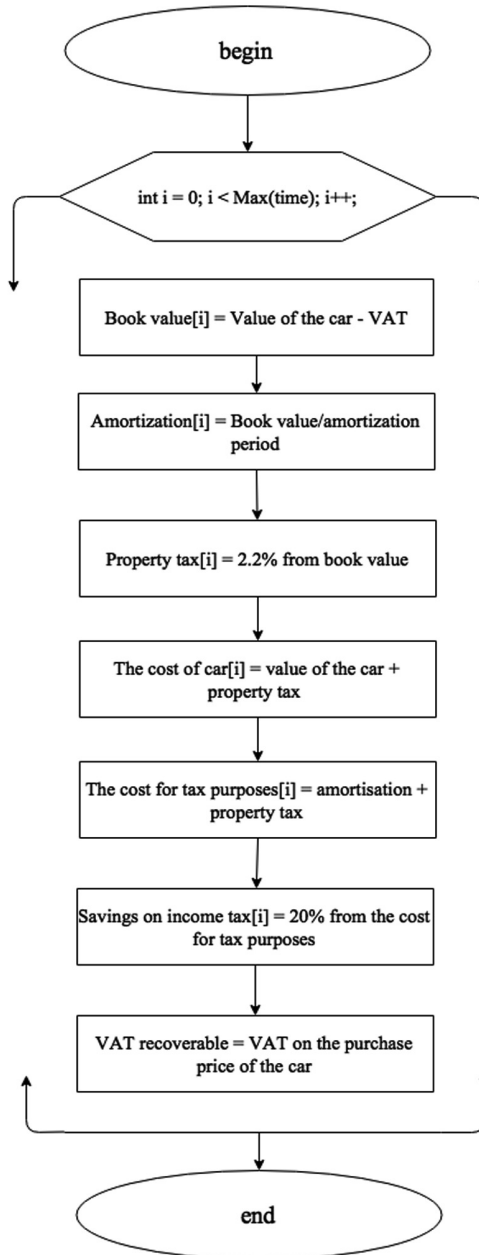 begin
int i = 0; i < Max(time); i++;
Book value[i] = Value of the car - VAT
Amortization[i] = Book value/amortization
period
Property tax[i] = 2.2% from book value
The cost of car[i] = value of the car +
property tax
The cost for tax purposes[i] = amortisation +
property tax
Savings on income tax[i] = 20% from the cost
for tax purposes
VAT recoverable = VAT on the purchase
price of the car
end